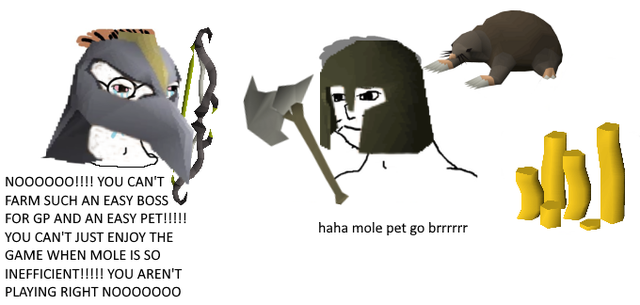 NOOOOOO!!!! YOU CAN'T
FARM SUCH AN EASY BOSS
FOR GP AND AN EASY PET!!!!!
YOU CAN'T JUST ENJOY THE
GAME WHEN MOLE IS SO
INEFFICIENT!!!!! YOU AREN'T
PLAYING RIGHT NOOOOOOO
haha mole pet go brrrrrr